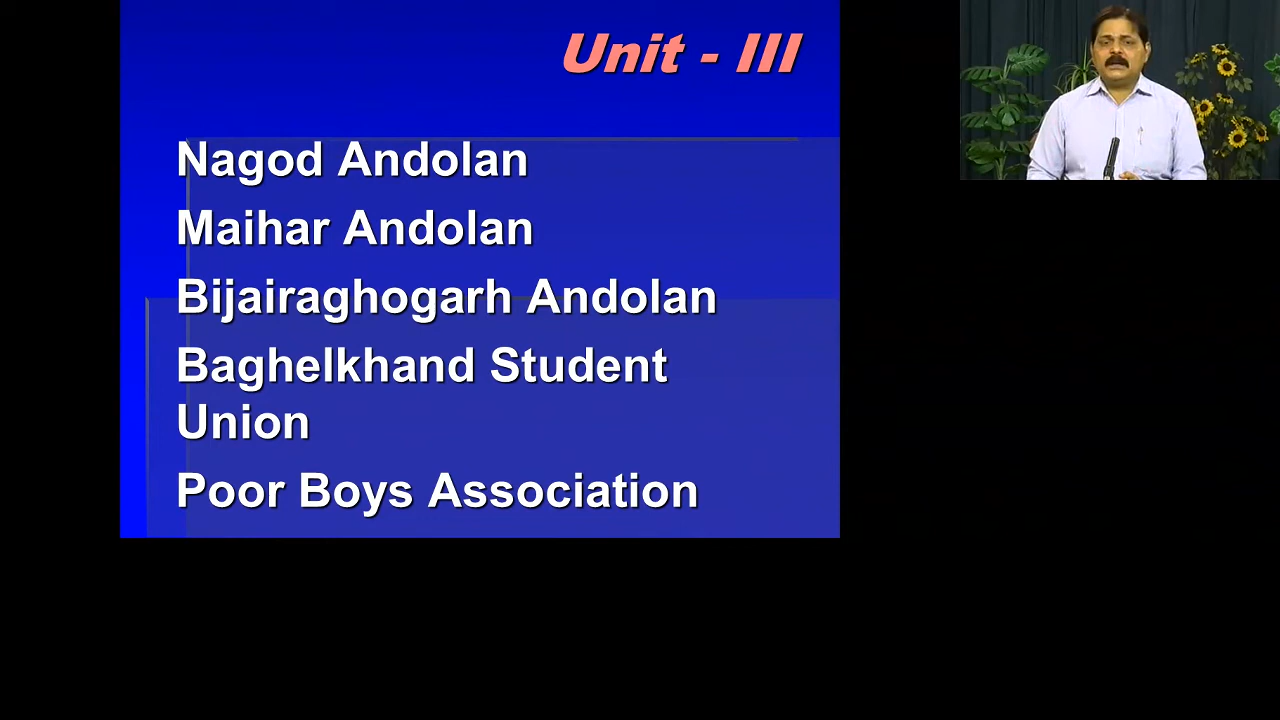 Unit - III
Nagod Andolan
Maihar Andolan
Bijairaghogarh Andolan
Baghelkhand Student
Union
Poor Boys Association